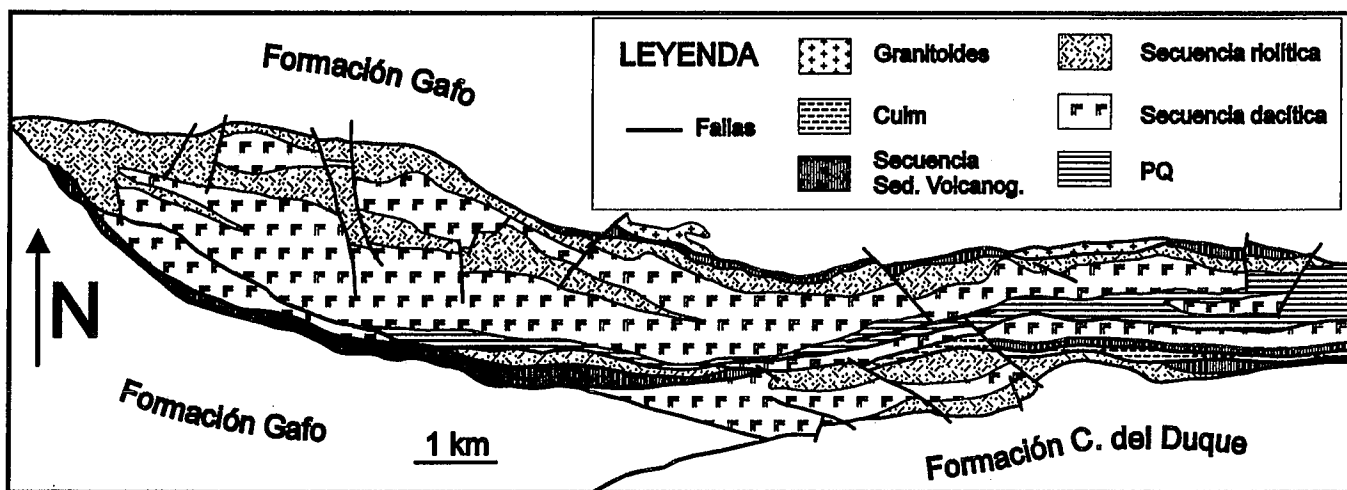 Formación Gafo
LEYENDA
Fallas
Granitoides
Culm
Secuencia
Sed. Volcanog.
Secuencia riolítica
Secuencia dacítica
PQ
N
Formación Gafo
1 km
Formación C. del Duque